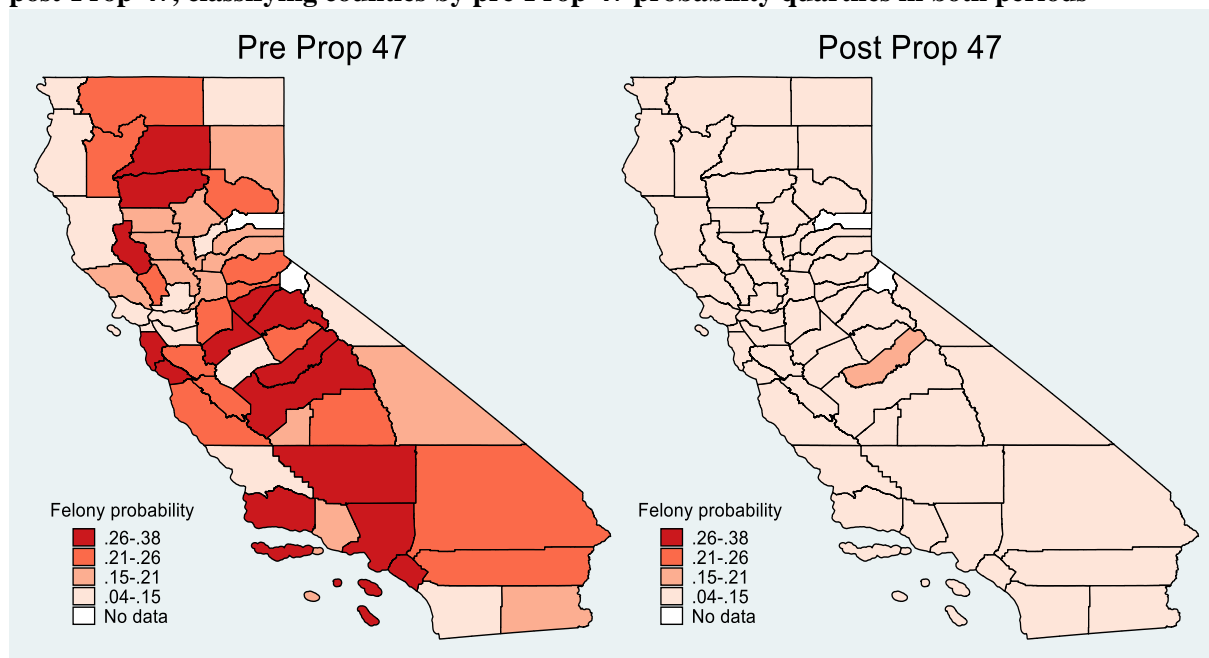 post-Prop 47, classifying counties by pre-Prop 47 probability quartiles in both periods
Pre Prop 47
Post Prop 47
Felony probability
.26-.38
.21-.26
.15-.21
.04-.15
No data
Felony probability
.26-.38
.21-.26
.15-.21
.04-.15
No data